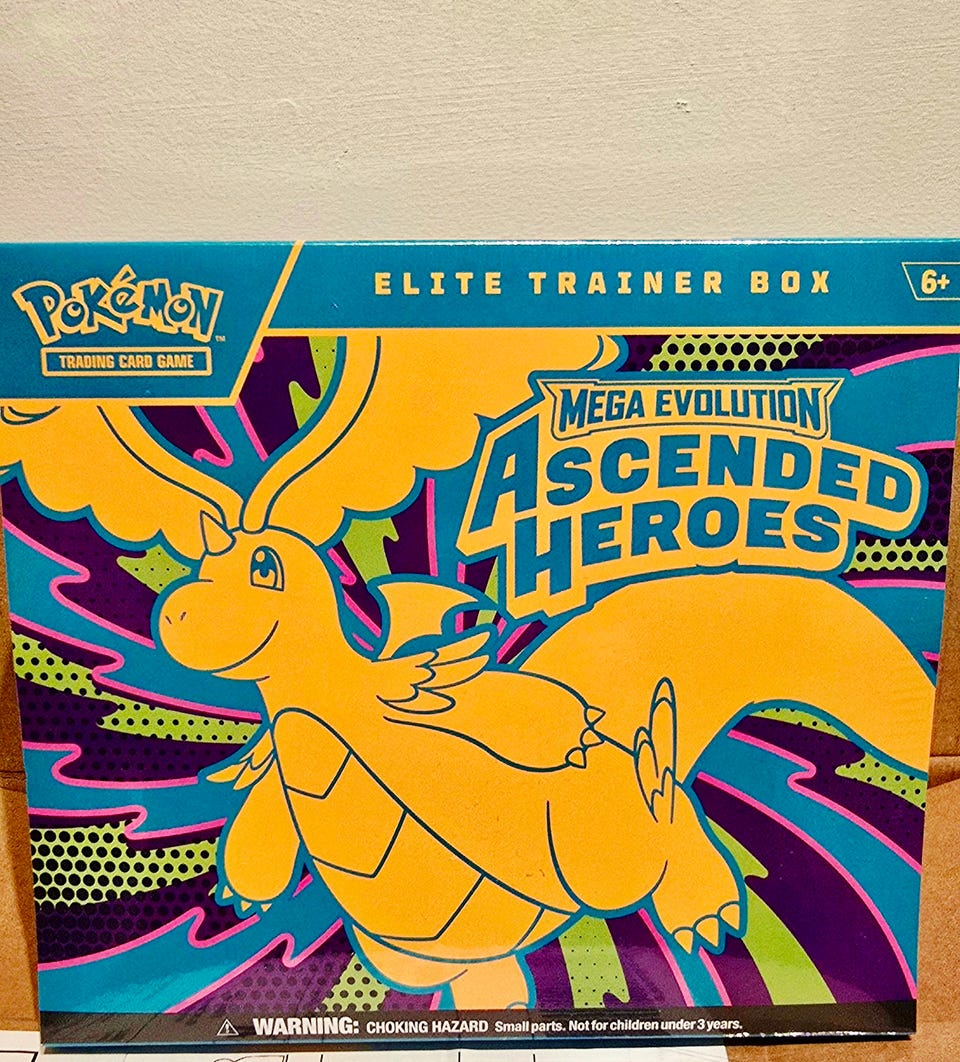 POKéMON
TM
TRADING CARD GAME
ELITE TRAINER BOX
6+
MEGA EVOLUTION
ASCENDED
HEROES
WARNING: CHOKING HAZARD Small parts. Not for children under 3 years.